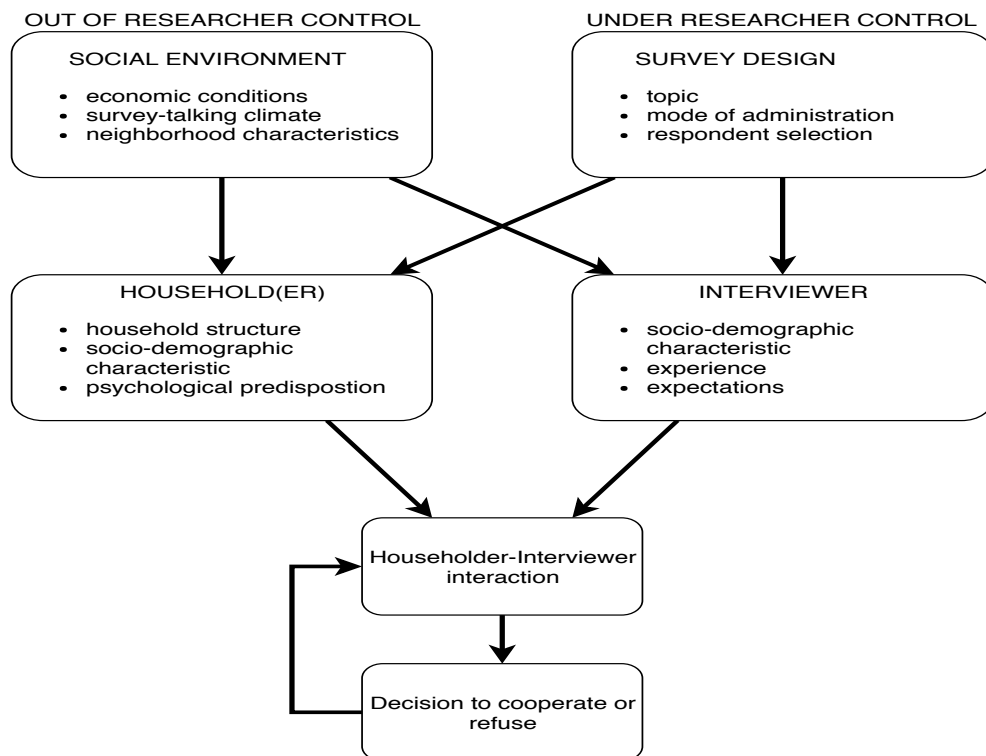 OUT OF RESEARCHER CONTROL
SOCIAL ENVIRONMENT
• economic conditions
• survey-talking climate
• neighborhood characteristics
UNDER RESEARCHER CONTROL
SURVEY DESIGN
• topic
• mode of administration
• respondent selection
HOUSEHOLD(ER)
• household structure
• socio-demographic
characteristic
• psychological predispostion
INTERVIEWER
• socio-demographic
characteristic
• experience
• expectations
Householder-Interviewer
interaction
Decision to cooperate or
refuse